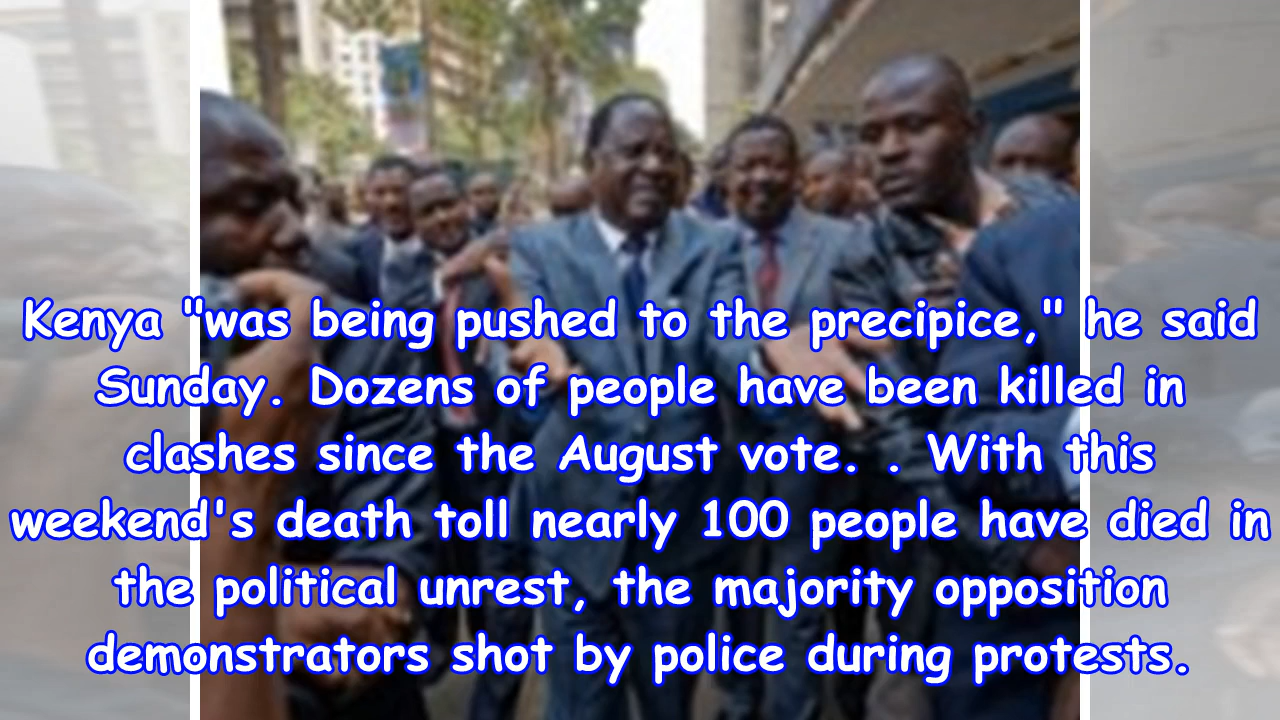 Kenya "was being pushed to the precipice," he said
Sunday. Dozens of people have been killed in
clashes since the August vote. . With this
weekend's death toll nearly 100 people have died in
the political unrest, the majority opposition
demonstrators shot by police during protests.